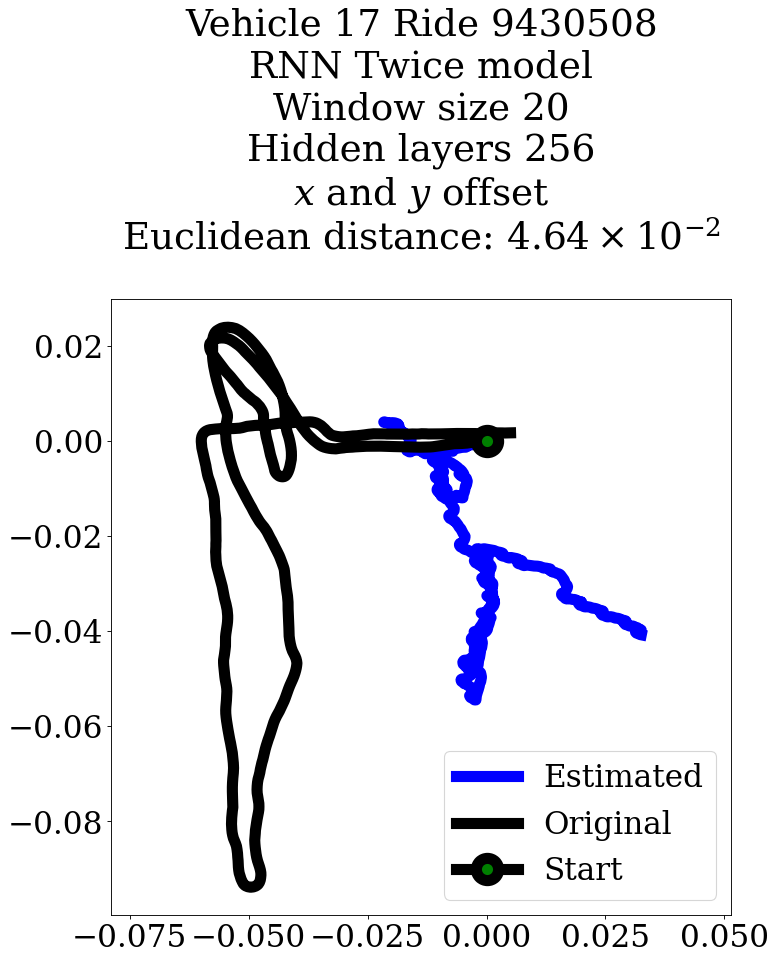 Vehicle 17 Ride 9430508
RNN Twice model
Window size 20
Hidden layers 256
x and y offset
Euclidean distance: 4.64 × 10⁻²
0.02
0.00
−0.02
−0.04
−0.06
−0.08
Estimated
Original
Start
−0.075 −0.050 −0.025 0.000 0.025 0.050